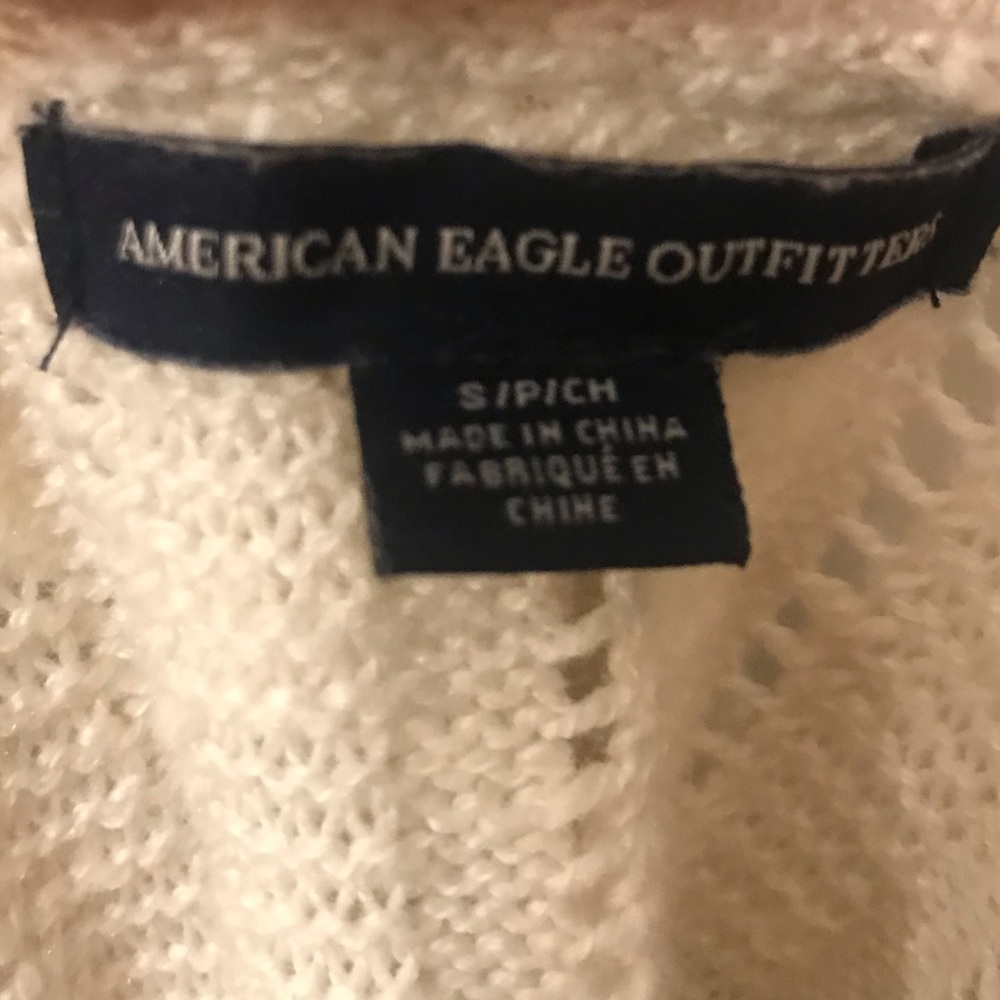 AMERICAN EAGLE OUTFITTERS
S/P/CH
MADE IN CHINA
FABRIQUÉ EN
CHINE